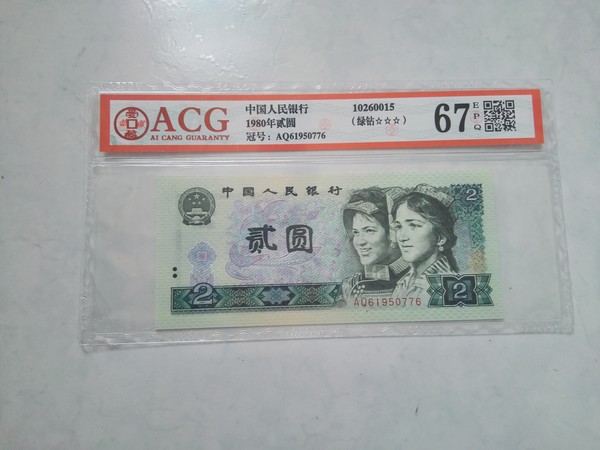 ACG
AI CANG GUARANTY
中国人民银行
1980年贰圆
冠号：AQ61950776
10260015
（绿钻☆☆☆）
67
EPQ
中国人民银行
贰圆
2
2
2
AQ61950776